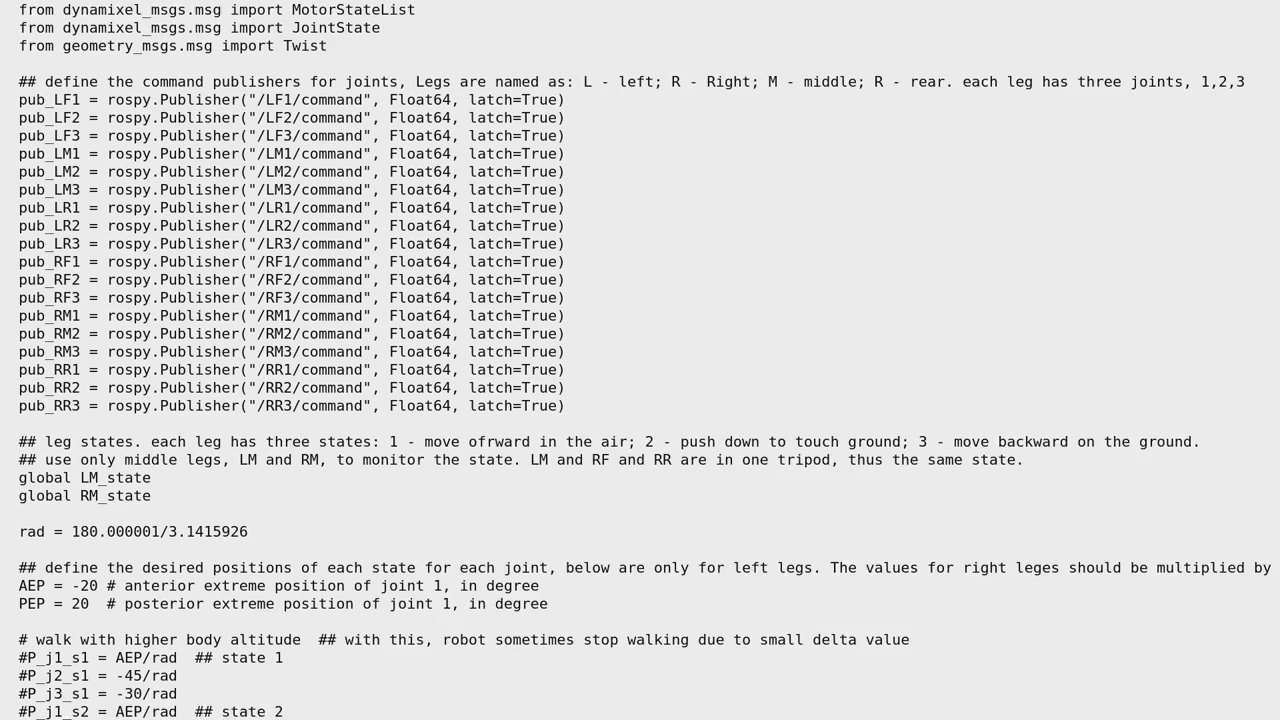 from dynamixel_msgs.msg import MotorStateList
from dynamixel_msgs.msg import JointState
from geometry_msgs.msg import Twist
## define the command publishers for joints, Legs are named as: L - left; R - Right; M - middle; R - rear. each leg has three joints, 1,2,3
pub_LF1 = rospy.Publisher("/LF1/command", Float64, latch=True)
pub_LF2 = rospy.Publisher("/LF2/command", Float64, latch=True)
pub_LF3 = rospy.Publisher("/LF3/command", Float64, latch=True)
pub_LM1 = rospy.Publisher("/LM1/command", Float64, latch=True)
pub_LM2 = rospy.Publisher("/LM2/command", Float64, latch=True)
pub_LM3 = rospy.Publisher("/LM3/command", Float64, latch=True)
pub_LR1 = rospy.Publisher("/LR1/command", Float64, latch=True)
pub_LR2 = rospy.Publisher("/LR2/command", Float64, latch=True)
pub_LR3 = rospy.Publisher("/LR3/command", Float64, latch=True)
pub_RF1 = rospy.Publisher("/RF1/command", Float64, latch=True)
pub_RF2 = rospy.Publisher("/RF2/command", Float64, latch=True)
pub_RF3 = rospy.Publisher("/RF3/command", Float64, latch=True)
pub_RM1 = rospy.Publisher("/RM1/command", Float64, latch=True)
pub_RM2 = rospy.Publisher("/RM2/command", Float64, latch=True)
pub_RM3 = rospy.Publisher("/RM3/command", Float64, latch=True)
pub_RR1 = rospy.Publisher("/RR1/command", Float64, latch=True)
pub_RR2 = rospy.Publisher("/RR2/command", Float64, latch=True)
pub_RR3 = rospy.Publisher("/RR3/command", Float64, latch=True)
## leg states. each leg has three states: 1 - move ofrward in the air; 2 - push down to touch ground; 3 - move backward on the ground.
## use only middle legs, LM and RM, to monitor the state. LM and RF and RR are in one tripod, thus the same state.
global LM_state
global RM_state
rad = 180.000001/3.1415926
## define the desired positions of each state for each joint, below are only for left legs. The values for right leges should be multiplied by
AEP = -20 # anterior extreme position of joint 1, in degree
PEP = 20  # posterior extreme position of joint 1, in degree
# walk with higher body altitude  ## with this, robot sometimes stop walking due to small delta value
#P_j1_s1 = AEP/rad  ## state 1
#P_j2_s1 = -45/rad
#P_j3_s1 = -30/rad
#P_j1_s2 = AEP/rad  ## state 2